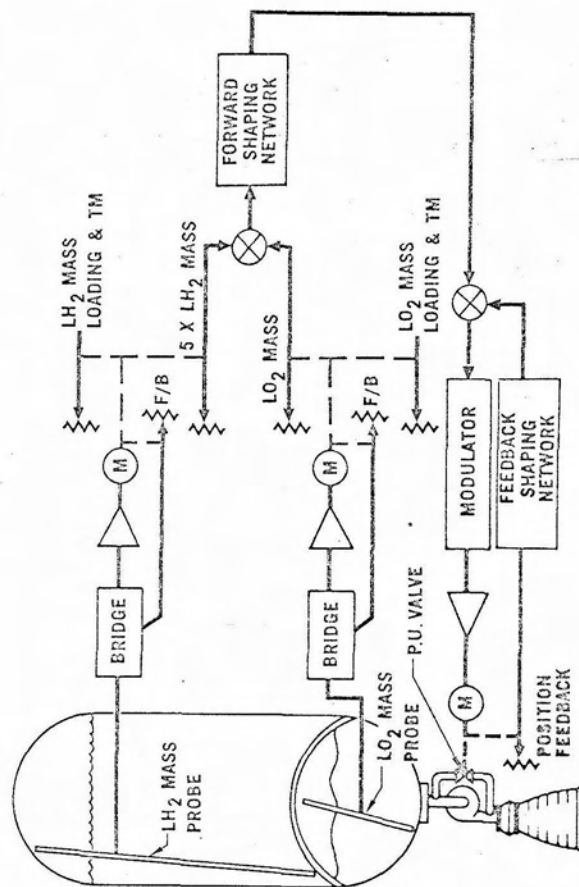 LH2 MASS
PROBE
BRIDGE
M
F/B
LH2 MASS
LOADING & TM
5 X LH2 MASS
FORWARD
SHAPING
NETWORK
LO2 MASS
LO2 MASS
PROBE
BRIDGE
M
F/B
LO2 MASS
LOADING & TM
P.U. VALVE
M
MODULATOR
FEEDBACK
SHAPING
NETWORK
POSITION
FEEDBACK